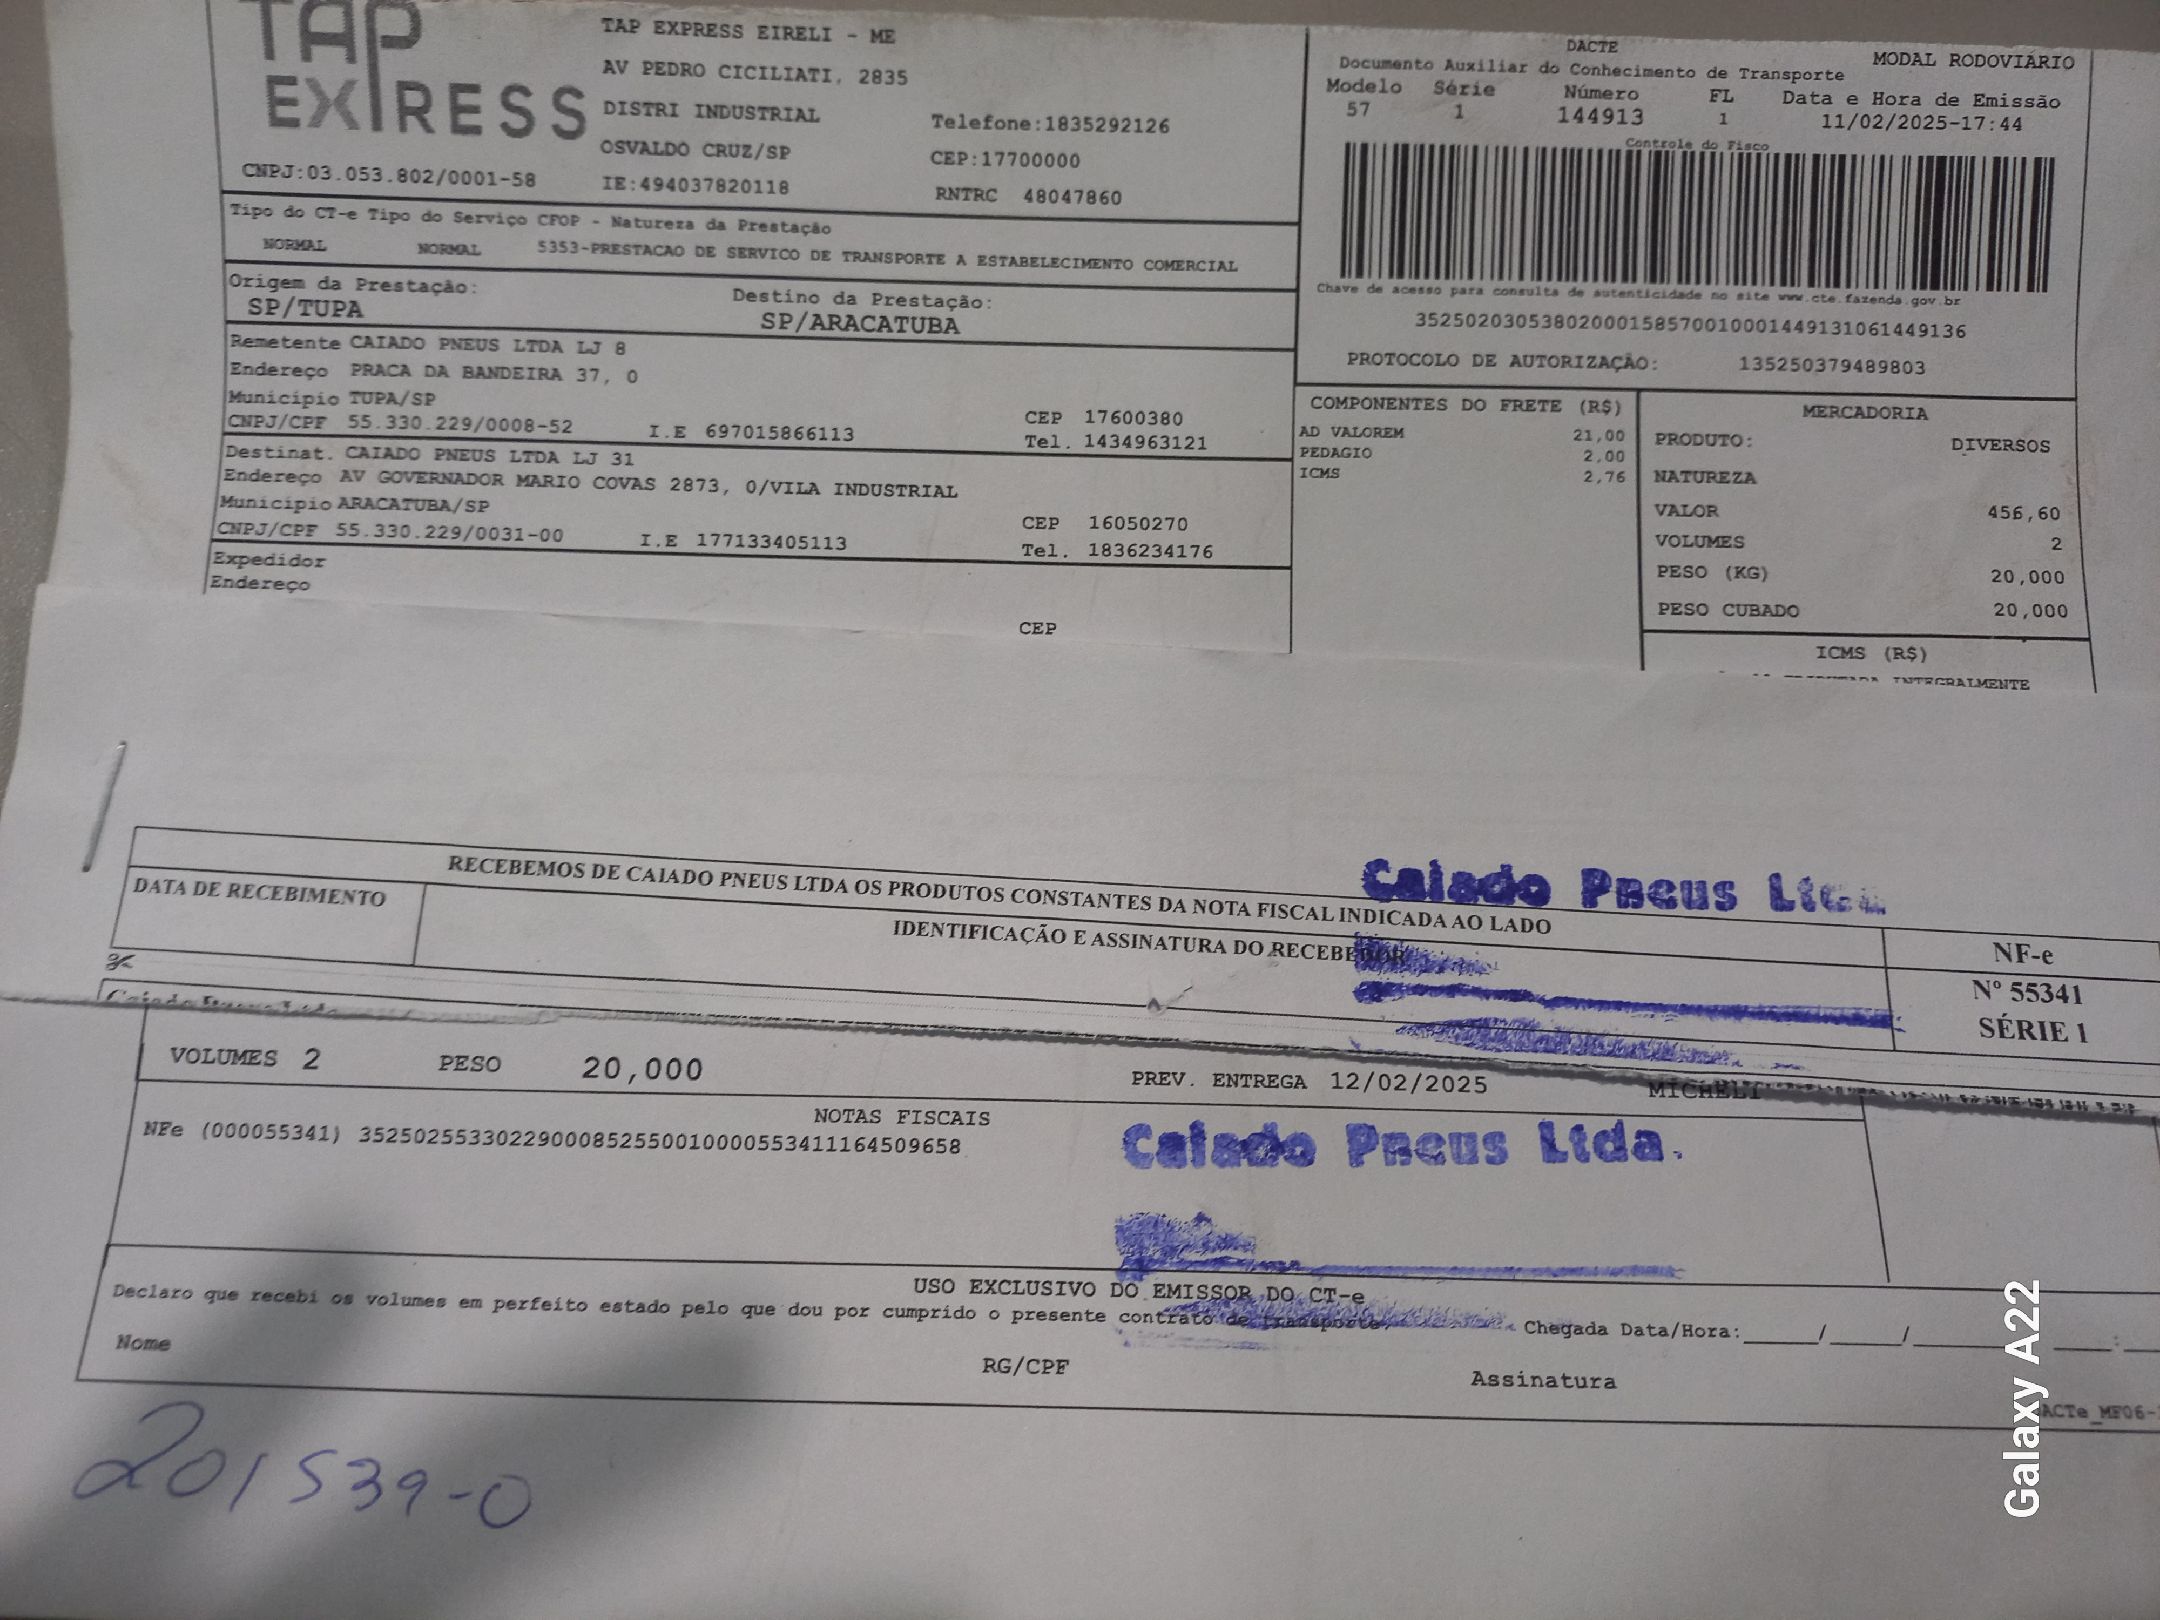 TAP EXPRESS
TAP EXPRESS EIRELI - ME
AV PEDRO CICILIATI, 2835
DISTRI INDUSTRIAL
Telefone:1835292126
OSVALDO CRUZ/SP
CEP:17700000
CNPJ:03.053.802/0001-58
IE:494037820118
RNTRC 48047860
DACTE
MODAL RODOVIÁRIO
Documento Auxiliar do Conhecimento de Transporte
Modelo Série Número FL Data e Hora de Emissão
57 1 144913 1 11/02/2025-17:44
Controle do Fisco
Chave de acesso para consulta de autenticidade no site www.cte.fazenda.gov.br
35250203053802000158570010001449131061449136
PROTOCOLO DE AUTORIZAÇÃO: 135250379489803
Tipo do CT-e Tipo do Serviço CFOP - Natureza da Prestação
NORMAL NORMAL 5353-PRESTACAO DE SERVICO DE TRANSPORTE A ESTABELECIMENTO COMERCIAL
Origem da Prestação: Destino da Prestação:
SP/TUPA SP/ARACATUBA
Remetente CAIADO PNEUS LTDA LJ 8
Endereço PRACA DA BANDEIRA 37, 0
Município TUPA/SP CEP 17600380
CNPJ/CPF 55.330.229/0008-52 I.E 697015866113 Tel. 1434963121
Destinat. CAIADO PNEUS LTDA LJ 31
Endereço AV GOVERNADOR MARIO COVAS 2873, 0/VILA INDUSTRIAL
Município ARACATUBA/SP CEP 16050270
CNPJ/CPF 55.330.229/0031-00 I.E 177133405113 Tel. 1836234176
Expedidor
Endereço
CEP
COMPONENTES DO FRETE (R$)
AD VALOREM 21,00
PEDAGIO 2,00
ICMS 2,76
MERCADORIA
PRODUTO: DIVERSOS
NATUREZA
VALOR 456,60
VOLUMES 2
PESO (KG) 20,000
PESO CUBADO 20,000
ICMS (R$)
INTEGRALMENTE
Caiado Pneus Ltda
RECEBEMOS DE CAIADO PNEUS LTDA OS PRODUTOS CONSTANTES DA NOTA FISCAL INDICADA AO LADO
DATA DE RECEBIMENTO
IDENTIFICAÇÃO E ASSINATURA DO RECEBEDOR
NF-e
Nº 55341
SÉRIE 1
VOLUMES 2 PESO 20,000 PREV. ENTREGA 12/02/2025 MICHELI
NOTAS FISCAIS
NFe (000055341) 35250255330229000852550010000553411164509658
Caiado Pneus Ltda.
USO EXCLUSIVO DO EMISSOR DO CT-e
Declaro que recebi os volumes em perfeito estado pelo que dou por cumprido o presente contrato de transporte.
Chegada Data/Hora:_____/_____/_____ ____:____
Nome RG/CPF Assinatura
201539-0
Galaxy A22